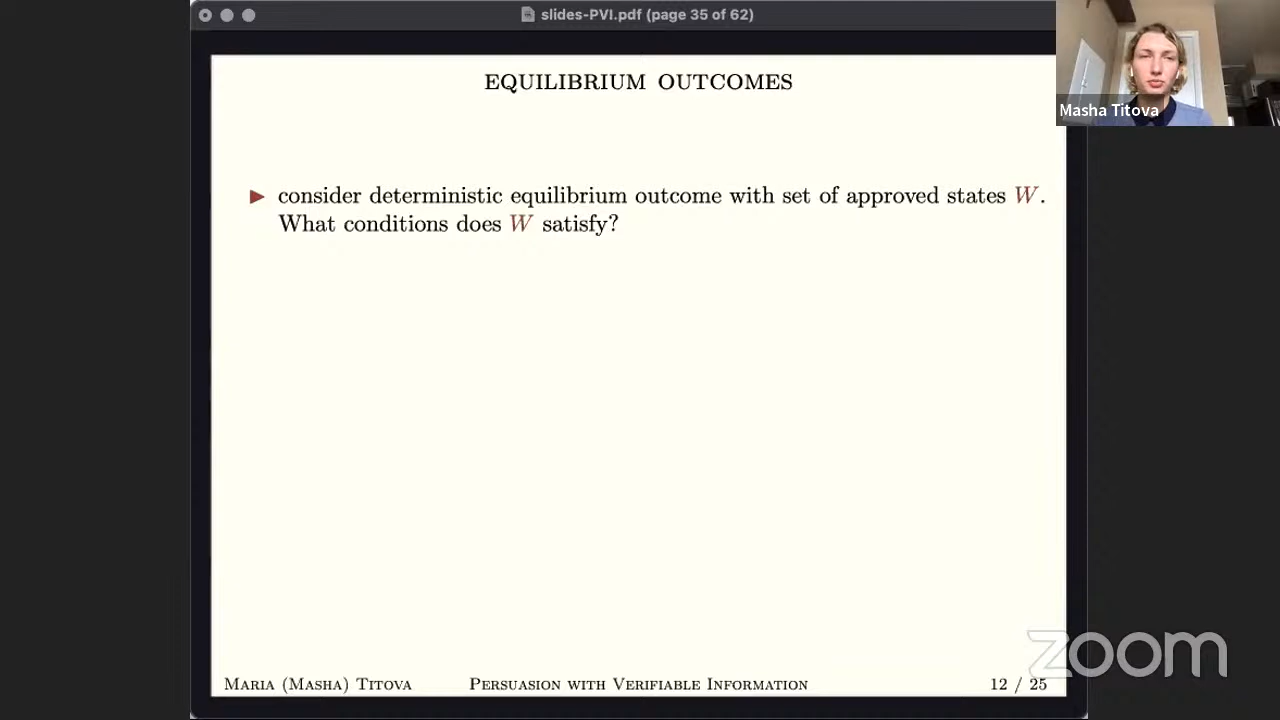 slides-PVI.pdf (page 35 of 62)
EQUILIBRIUM OUTCOMES
Masha Titova
▶ consider deterministic equilibrium outcome with set of approved states W.
What conditions does W satisfy?
zoom
Maria (Masha) Titova Persuasion with Verifiable Information 12 / 25